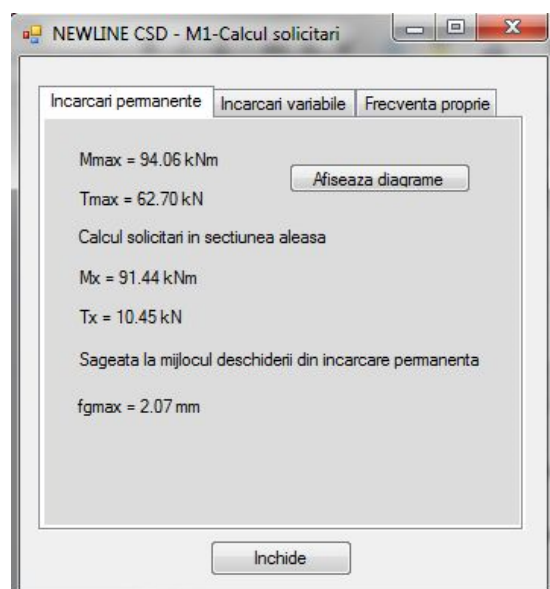 NEWLINE CSD - M1-Calcul solicitari
Incarcari permanente Incarcari variabile Frecventa proprie
Mmax = 94.06 kNm
Afiseaza diagrame
Tmax = 62.70 kN
Calcul solicitari in sectiunea aleasa
Mx = 91.44 kNm
Tx = 10.45 kN
Sageata la mijlocul deschiderii din incarcare permanenta
fgmax = 2.07 mm
Inchide